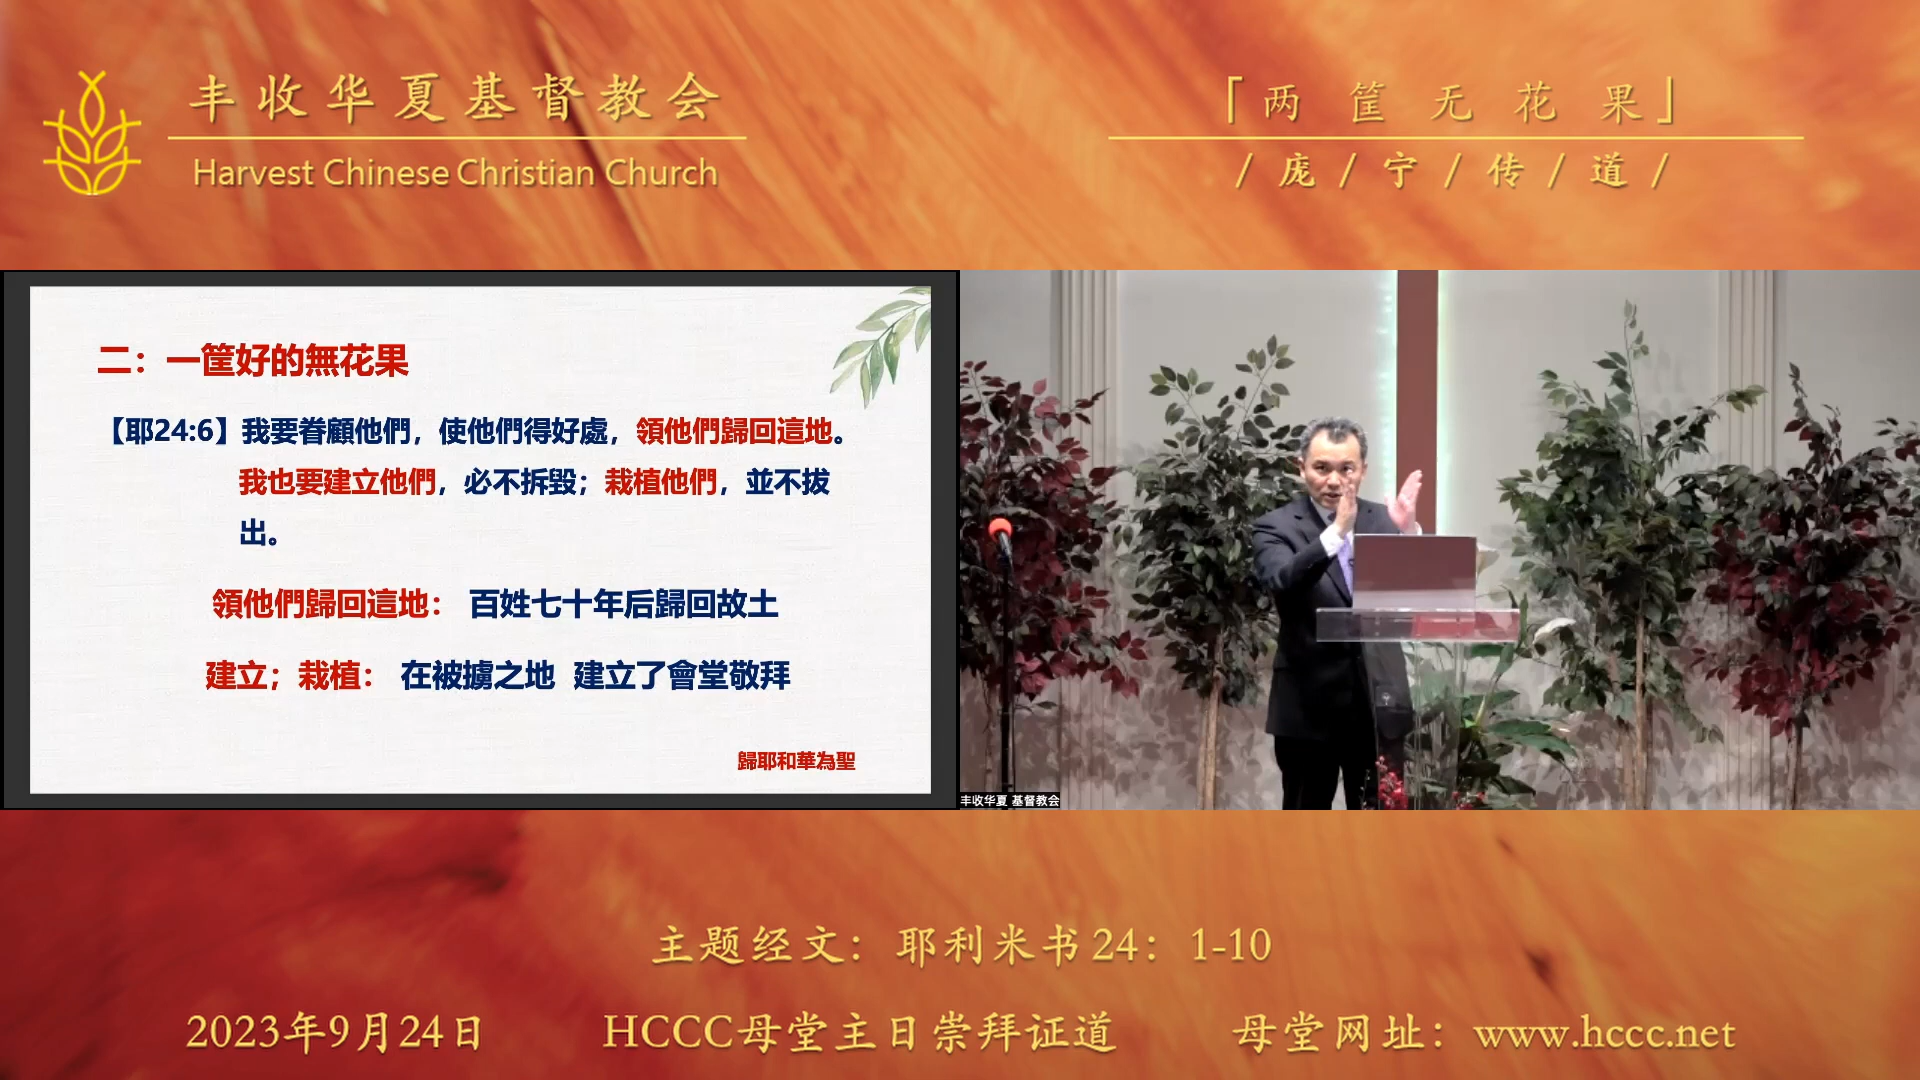 丰收华夏基督教会
Harvest Chinese Christian Church
「两筐无花果」
/ 庞 / 宁 / 传 / 道 /
二：一筐好的無花果
【耶24:6】我要眷顧他們，使他們得好處，領他們歸回這地。
我也要建立他們，必不拆毀；栽植他們，並不拔
出。
領他們歸回這地： 百姓七十年后歸回故土
建立；栽植： 在被擄之地 建立了會堂敬拜
歸耶和華為聖
丰收华夏 基督教会
主题经文：耶利米书 24：1-10
2023年9月24日 HCCC母堂主日崇拜证道 母堂网址：www.hccc.net